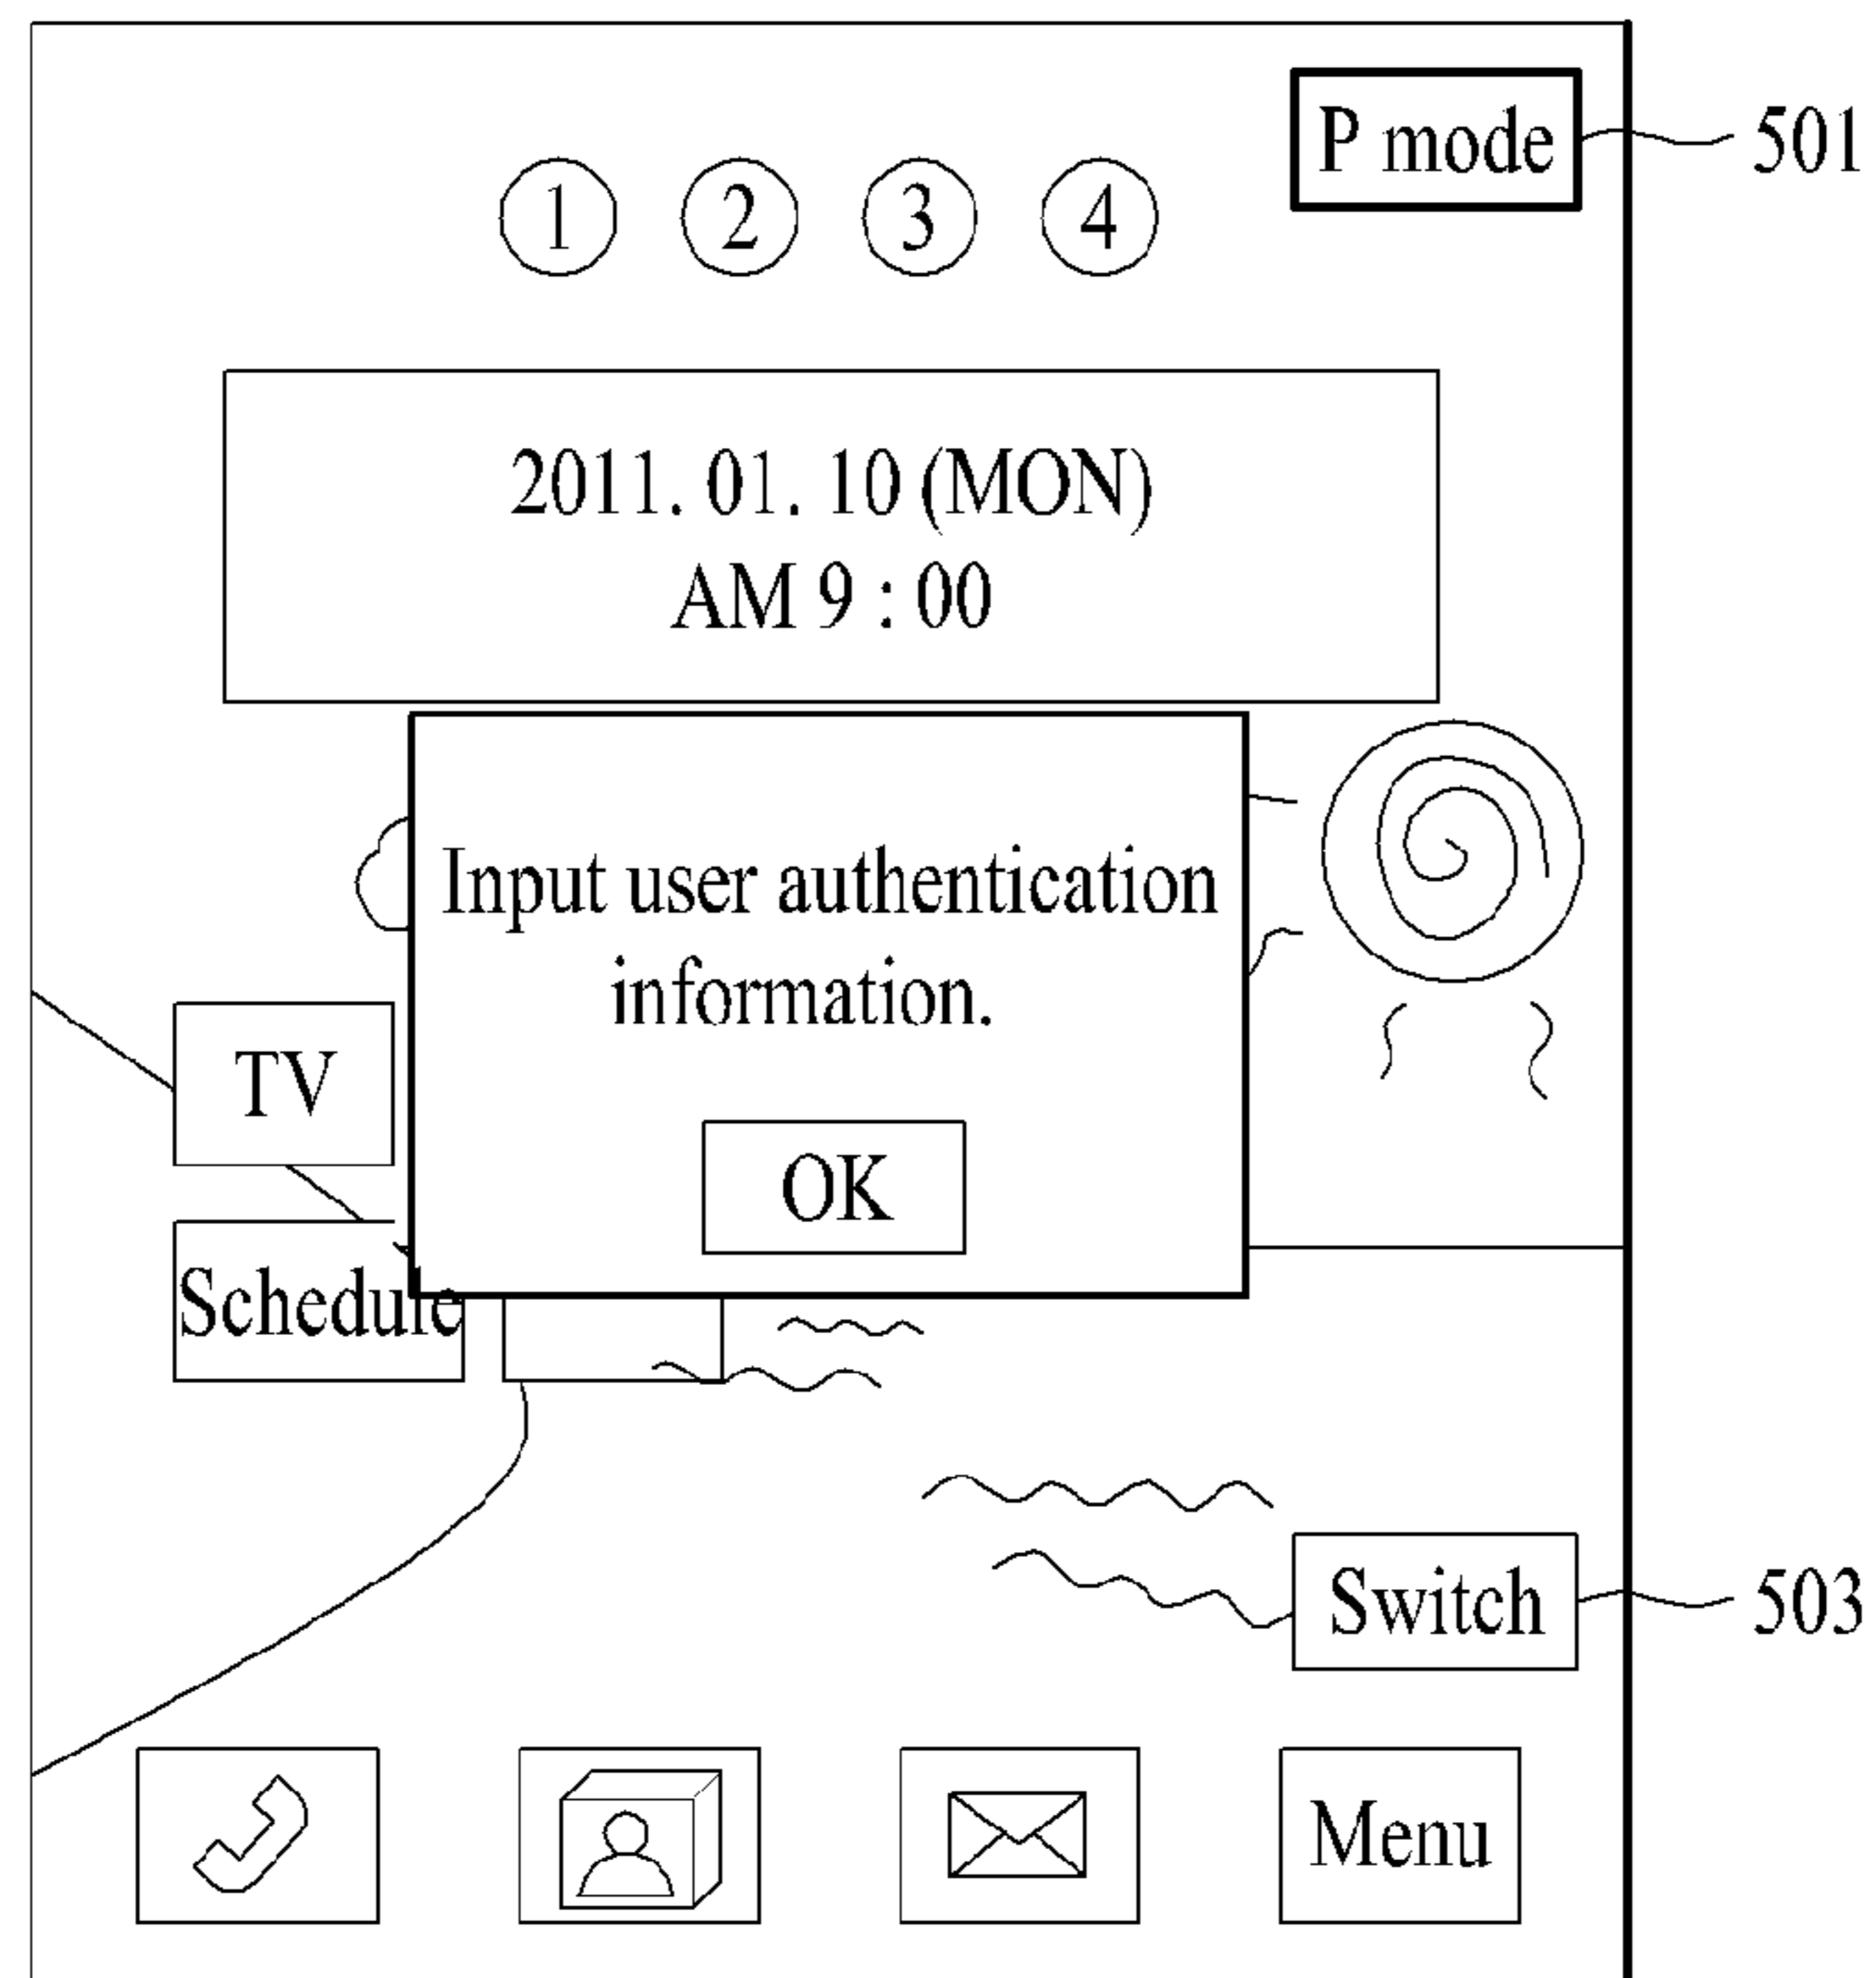 P mode
501
1 2 3 4
2011. 01. 10 (MON)
AM 9 : 00
Input user authentication
information.
TV
OK
Schedule
Switch
503
Menu